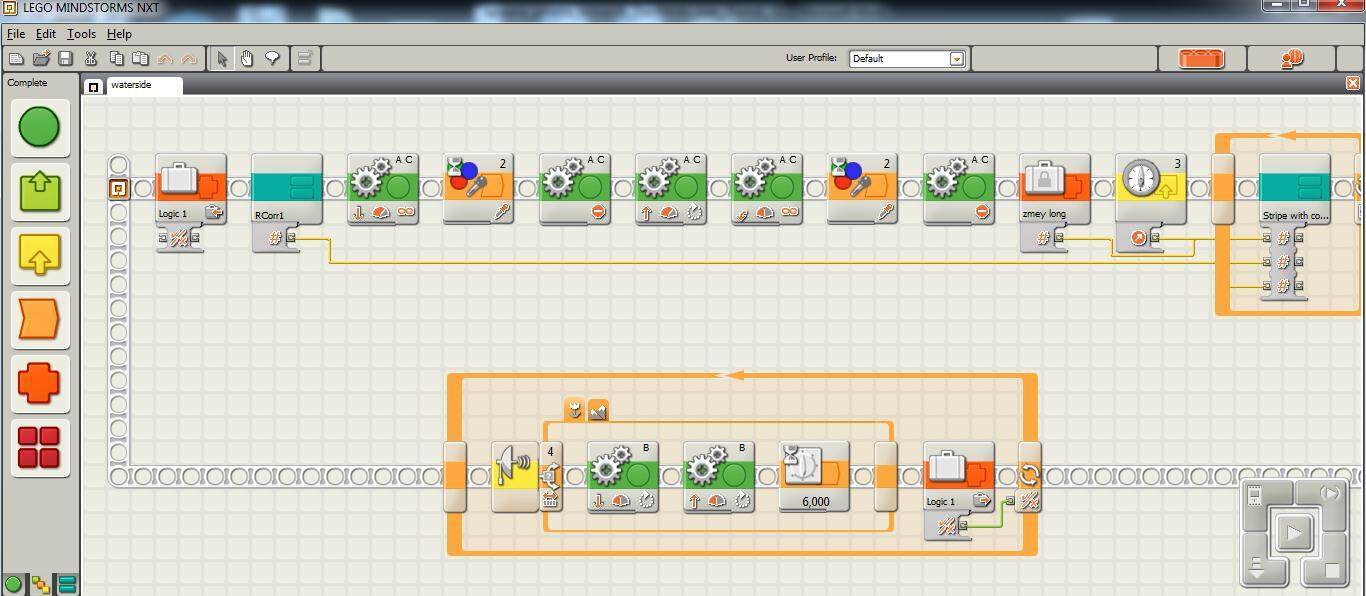 LEGO MINDSTORMS NXT
File Edit Tools Help
User Profile: Default
Complete
waterside
A C 2 A C A C A C 2 A C 3
Logic 1 RCorr1 zmey long Stripe with co...
# # # # #
4 B B
6,000 Logic 1